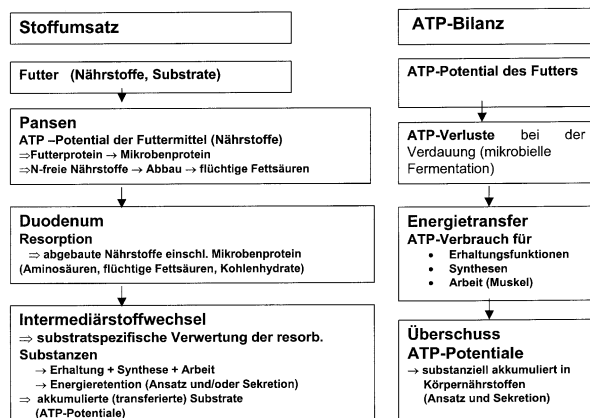 Stoffumsatz
Futter (Nährstoffe, Substrate)
Pansen
ATP –Potential der Futtermittel (Nährstoffe)
⇒Futterprotein → Mikrobenprotein
⇒N-freie Nährstoffe → Abbau → flüchtige Fettsäuren
Duodenum
Resorption
⇒ abgebaute Nährstoffe einschl. Mikrobenprotein
(Aminosäuren, flüchtige Fettsäuren, Kohlenhydrate)
Intermediärstoffwechsel
⇒ substratspezifische Verwertung der resorb.
Substanzen
→ Erhaltung + Synthese + Arbeit
→ Energieretention (Ansatz und/oder Sekretion)
⇒ akkumulierte (transferierte) Substrate
(ATP-Potentiale)
ATP-Bilanz
ATP-Potential des Futters
ATP-Verluste bei der
Verdauung (mikrobielle
Fermentation)
Energietransfer
ATP-Verbrauch für
• Erhaltungsfunktionen
• Synthesen
• Arbeit (Muskel)
Überschuss
ATP-Potentiale
→ substanziell akkumuliert in
Körpernährstoffen
(Ansatz und Sekretion)